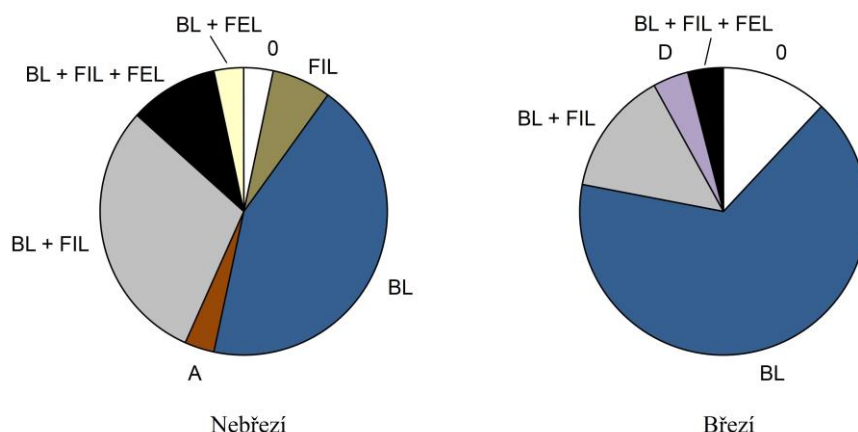 BL + FEL
0
FIL
BL + FIL + FEL
BL + FIL
BL
A
Nebřezí
BL + FIL + FEL
D
0
BL + FIL
BL
Březí